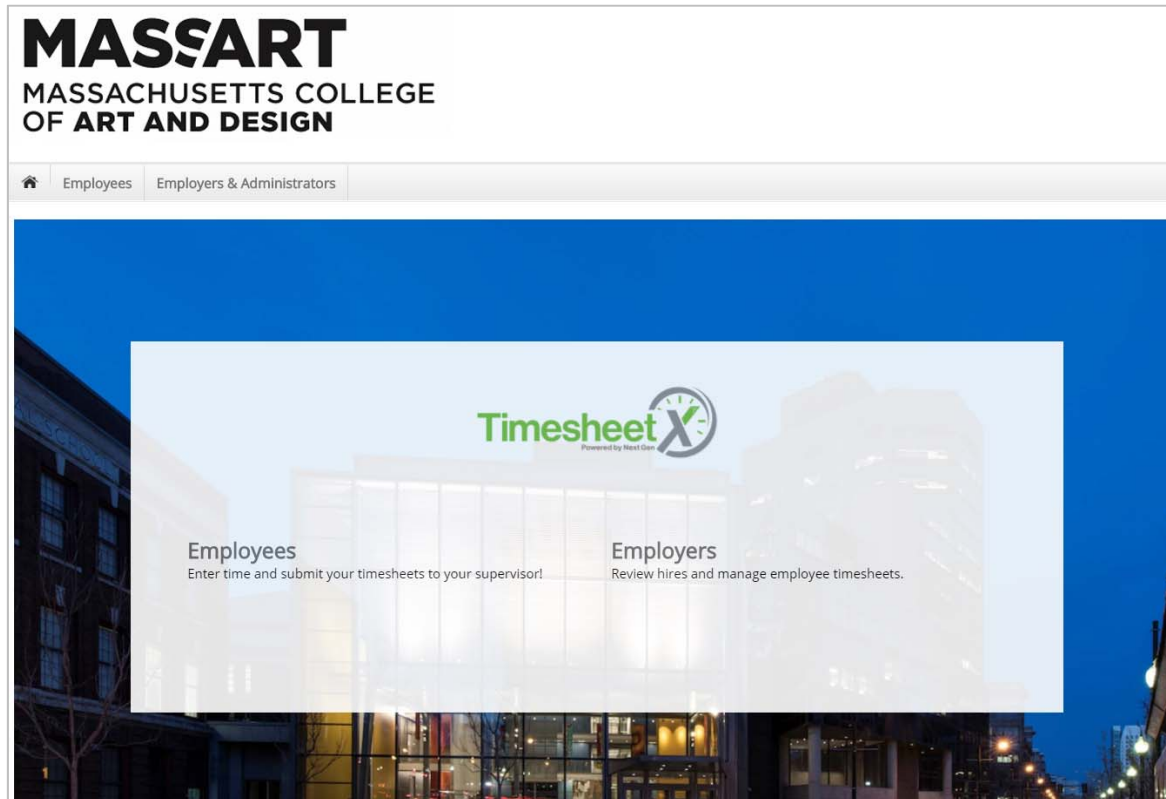 MASSART
MASSACHUSETTS COLLEGE
OF ART AND DESIGN
Employees Employers & Administrators
TimesheetX
Powered by Next Gen
Employees
Enter time and submit your timesheets to your supervisor!
Employers
Review hires and manage employee timesheets.